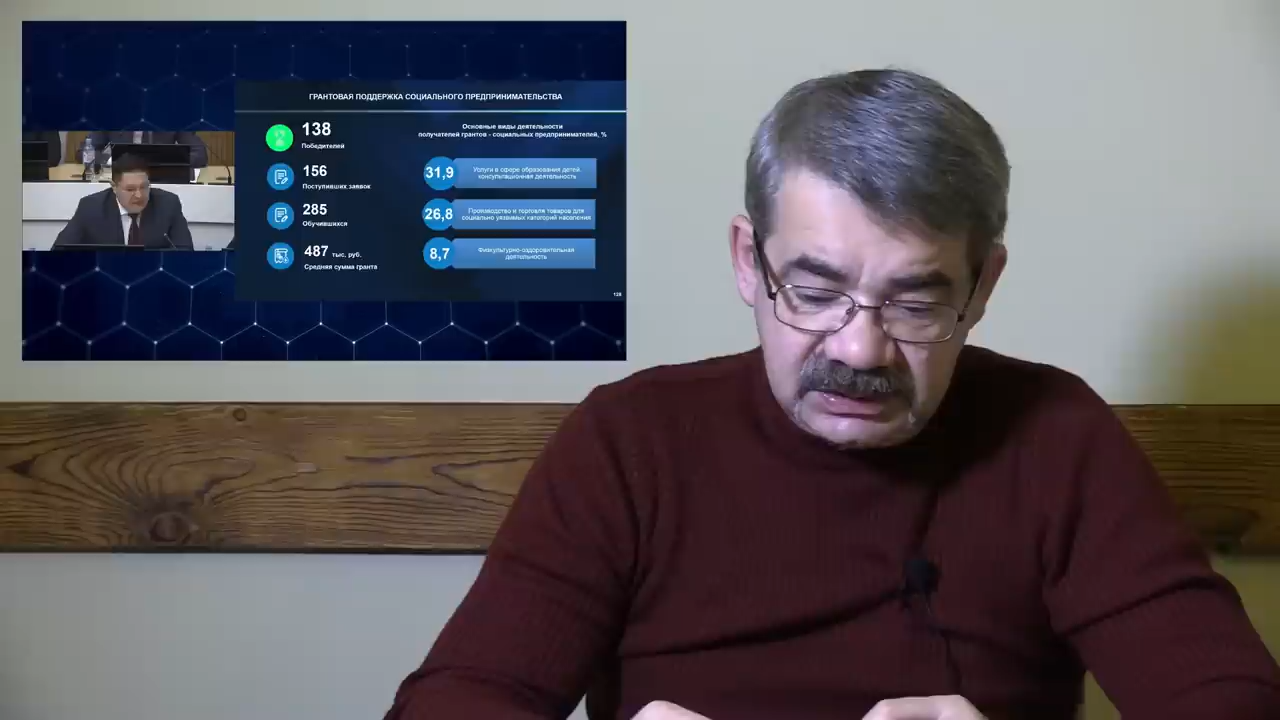 ГРАНТОВАЯ ПОДДЕРЖКА СОЦИАЛЬНОГО ПРЕДПРИНИМАТЕЛЬСТВА
138
Победителей
156
Поступивших заявок
285
Обучившихся
487 тыс. руб.
Средняя сумма гранта
Основные виды деятельности
получателей грантов - социальных предпринимателей, %
31,9
Услуги в сфере образования детей,
консультационная деятельность
26,8
Производство и торговля товаров для
социально уязвимых категорий населения
8,7
Физкультурно-оздоровительная
деятельность
128